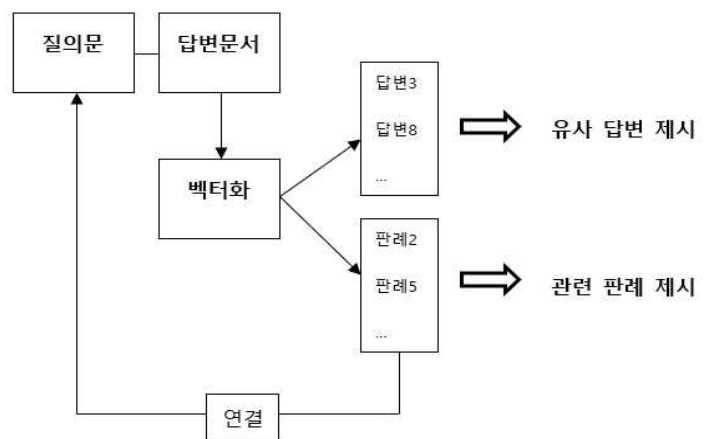 질의문
답변문서
벡터화
답변3
답변8
...
유사 답변 제시
판례2
판례5
...
관련 판례 제시
연결